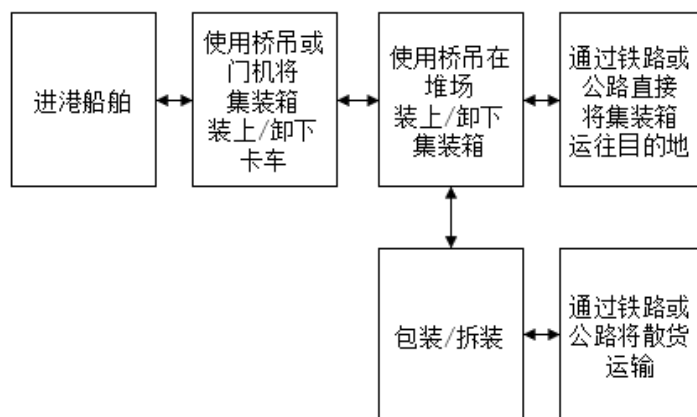 进港船舶
使用桥吊或
门机将
集装箱
装上/卸下
卡车
使用桥吊在
堆场
装上/卸下
集装箱
通过铁路或
公路直接
将集装箱
运往目的地
包装/拆装
通过铁路或
公路将散货
运输